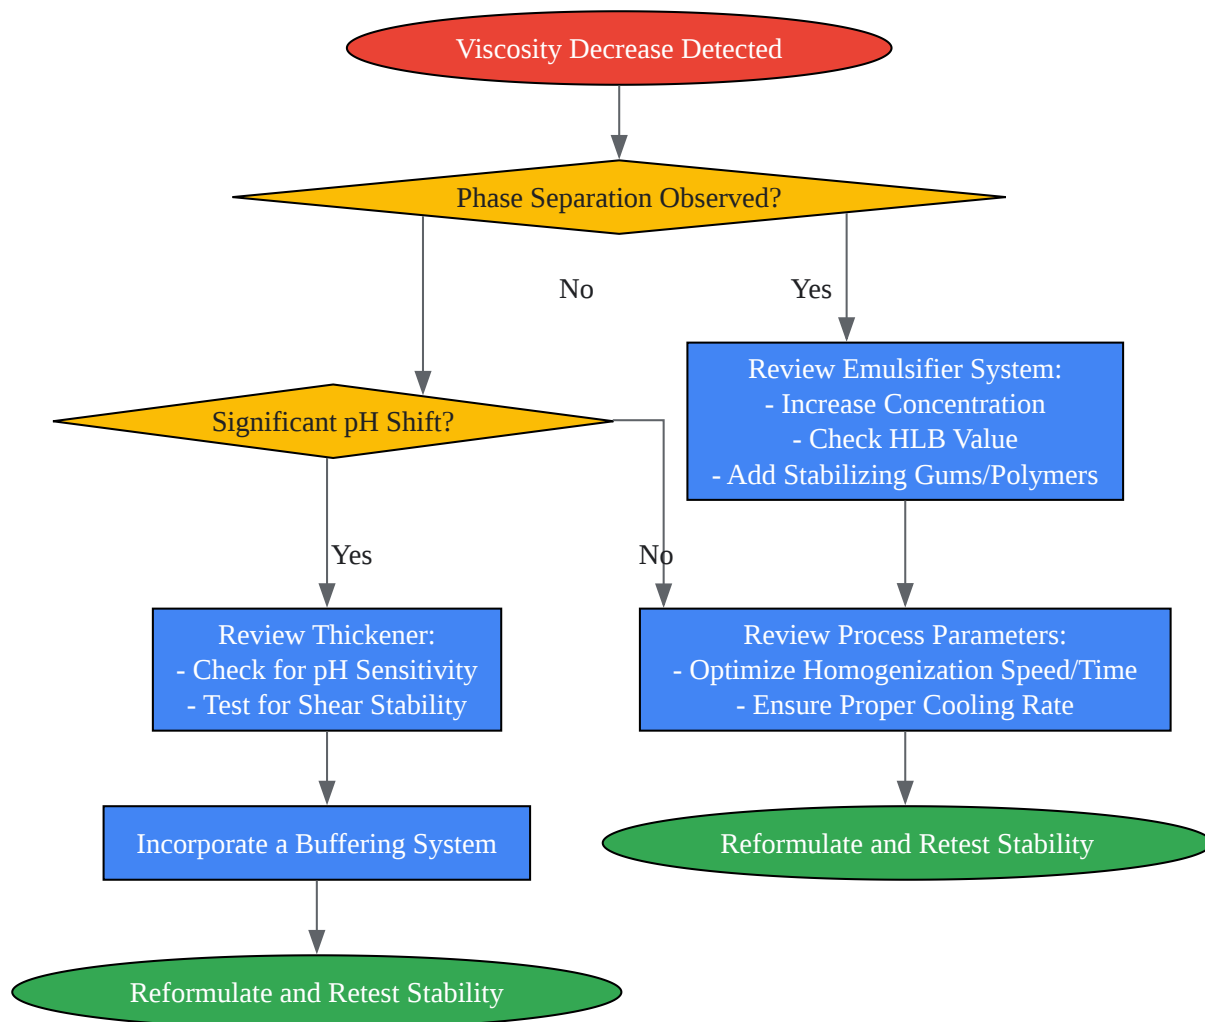 Viscosity Decrease Detected
Phase Separation Observed?
No
Yes
Review Emulsifier System:
- Increase Concentration
- Check HLB Value
- Add Stabilizing Gums/Polymers
Significant pH Shift?
Yes
No
Review Thickener:
- Check for pH Sensitivity
- Test for Shear Stability
Review Process Parameters:
- Optimize Homogenization Speed/Time
- Ensure Proper Cooling Rate
Incorporate a Buffering System
Reformulate and Retest Stability
Reformulate and Retest Stability